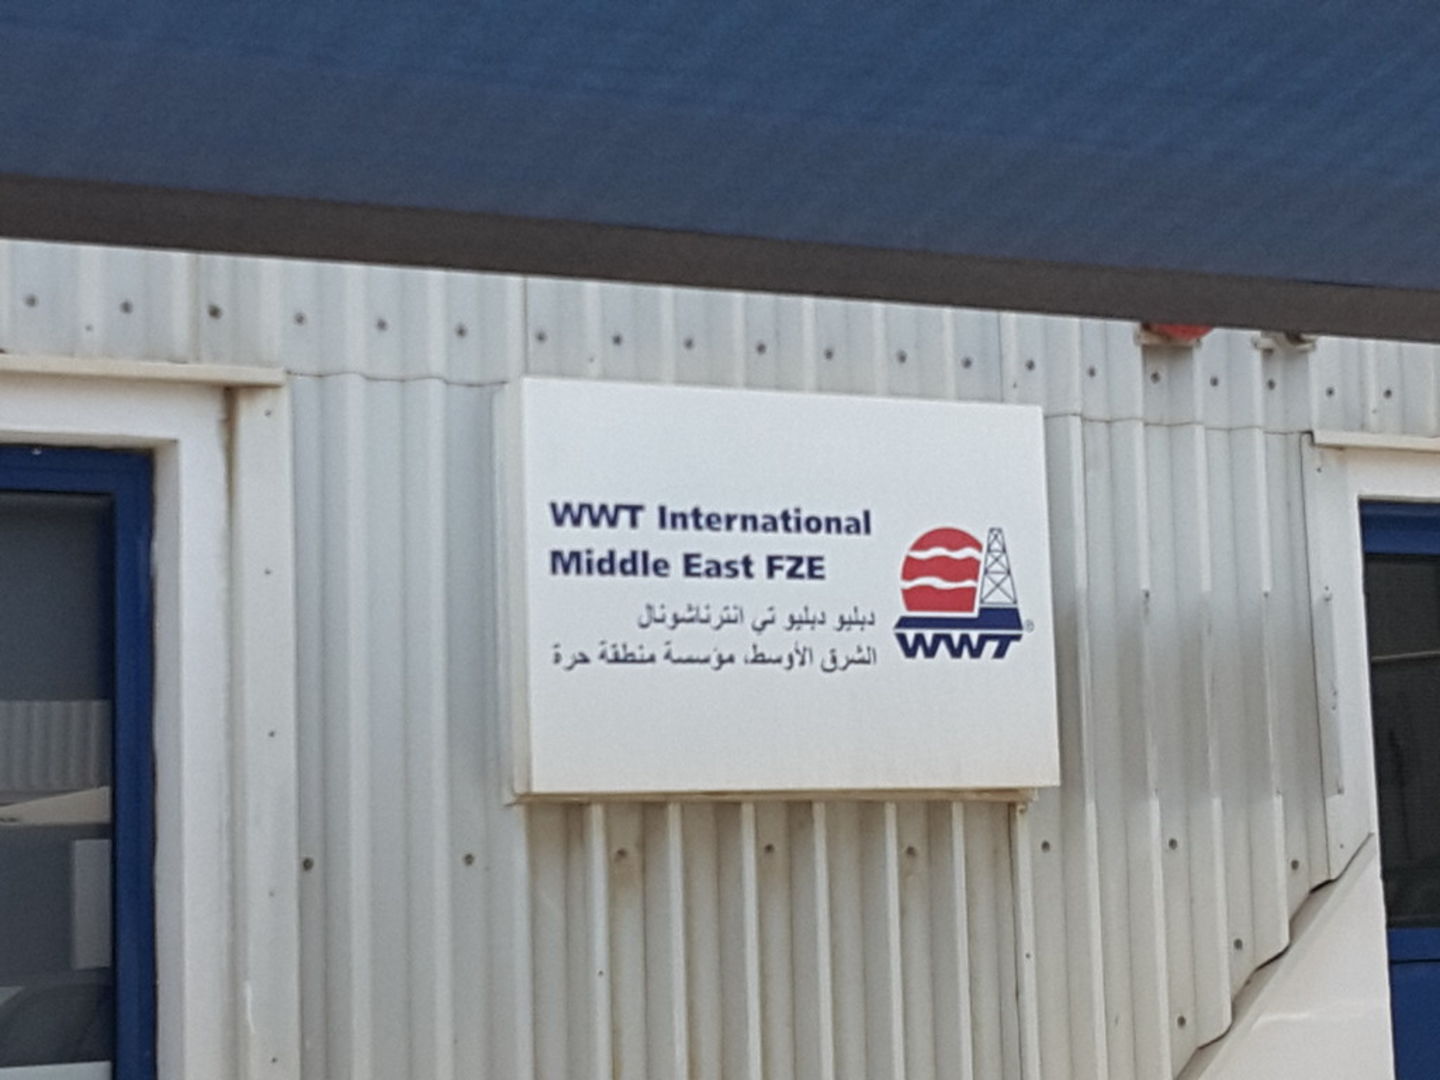 WWT International
Middle East FZE
دبليو دبليو تي انترناشونال
الشرق الأوسط، مؤسسة منطقة حرة
WWT®